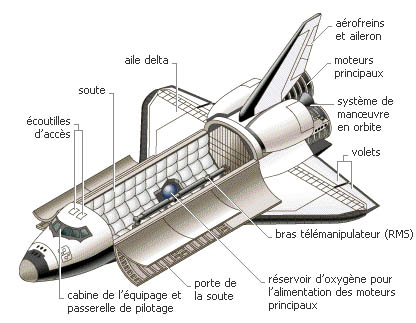 aérofreins
et aileron
aile delta
moteurs
principaux
soute
système de
manœuvre
en orbite
écoutilles
d'accès
volets
bras télémanipulateur (RMS)
porte de
la soute
réservoir d'oxygène pour
l'alimentation des moteurs
principaux
cabine de l'équipage et
passerelle de pilotage